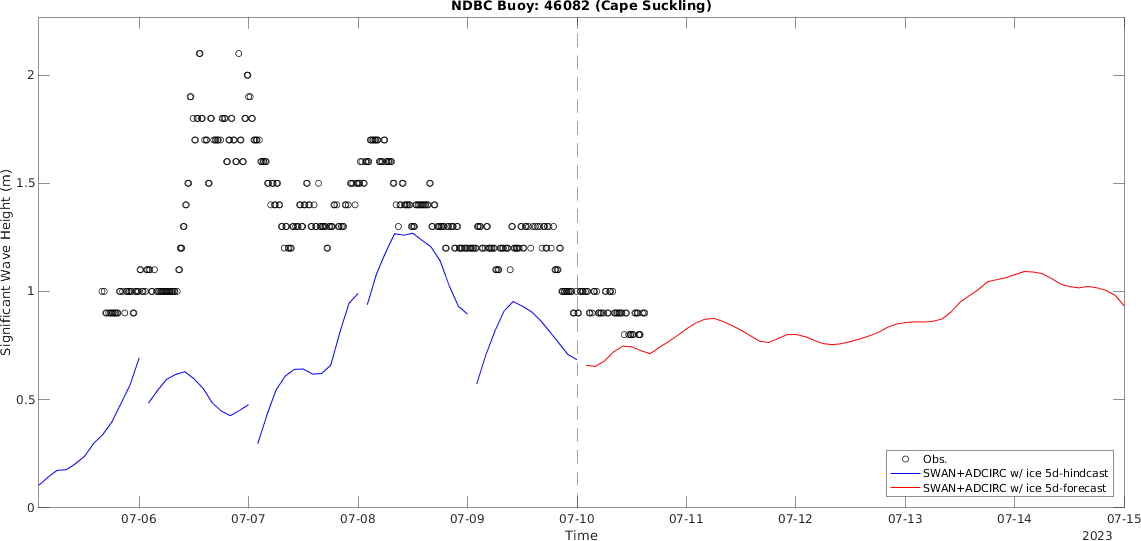 NDBC Buoy: 46082 (Cape Suckling)
Significant Wave Height (m)
2
1.5
1
0.5
0
Obs.
SWAN+ADCIRC w/ ice 5d-hindcast
SWAN+ADCIRC w/ ice 5d-forecast
07-06 07-07 07-08 07-09 07-10 07-11 07-12 07-13 07-14 07-15
Time
2023